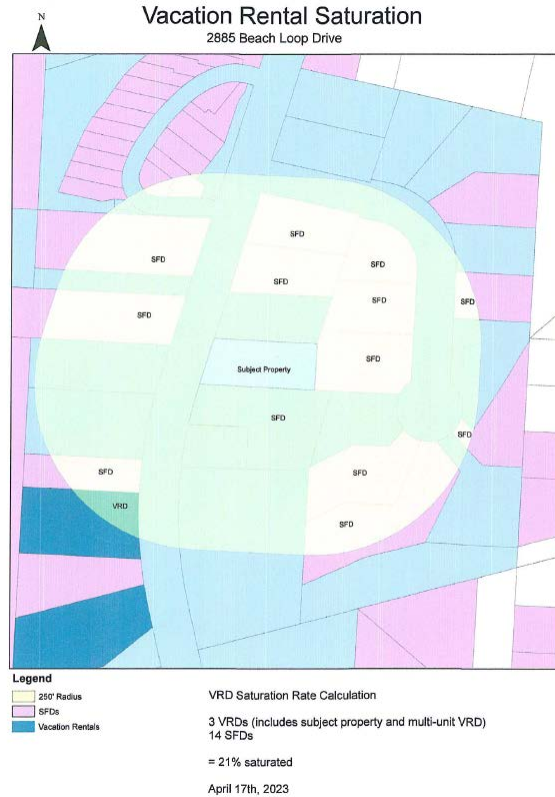 Vacation Rental Saturation
2885 Beach Loop Drive
N
SFD
SFD
SFD
SFD
SFD
SFD
SFD
SFD
Subject Property
SFD
SFD
SFD
SFD
VRD
SFD
Legend
250' Radius
SFDs
Vacation Rentals
VRD Saturation Rate Calculation
3 VRDs (includes subject property and multi-unit VRD)
14 SFDs
= 21% saturated
April 17th, 2023